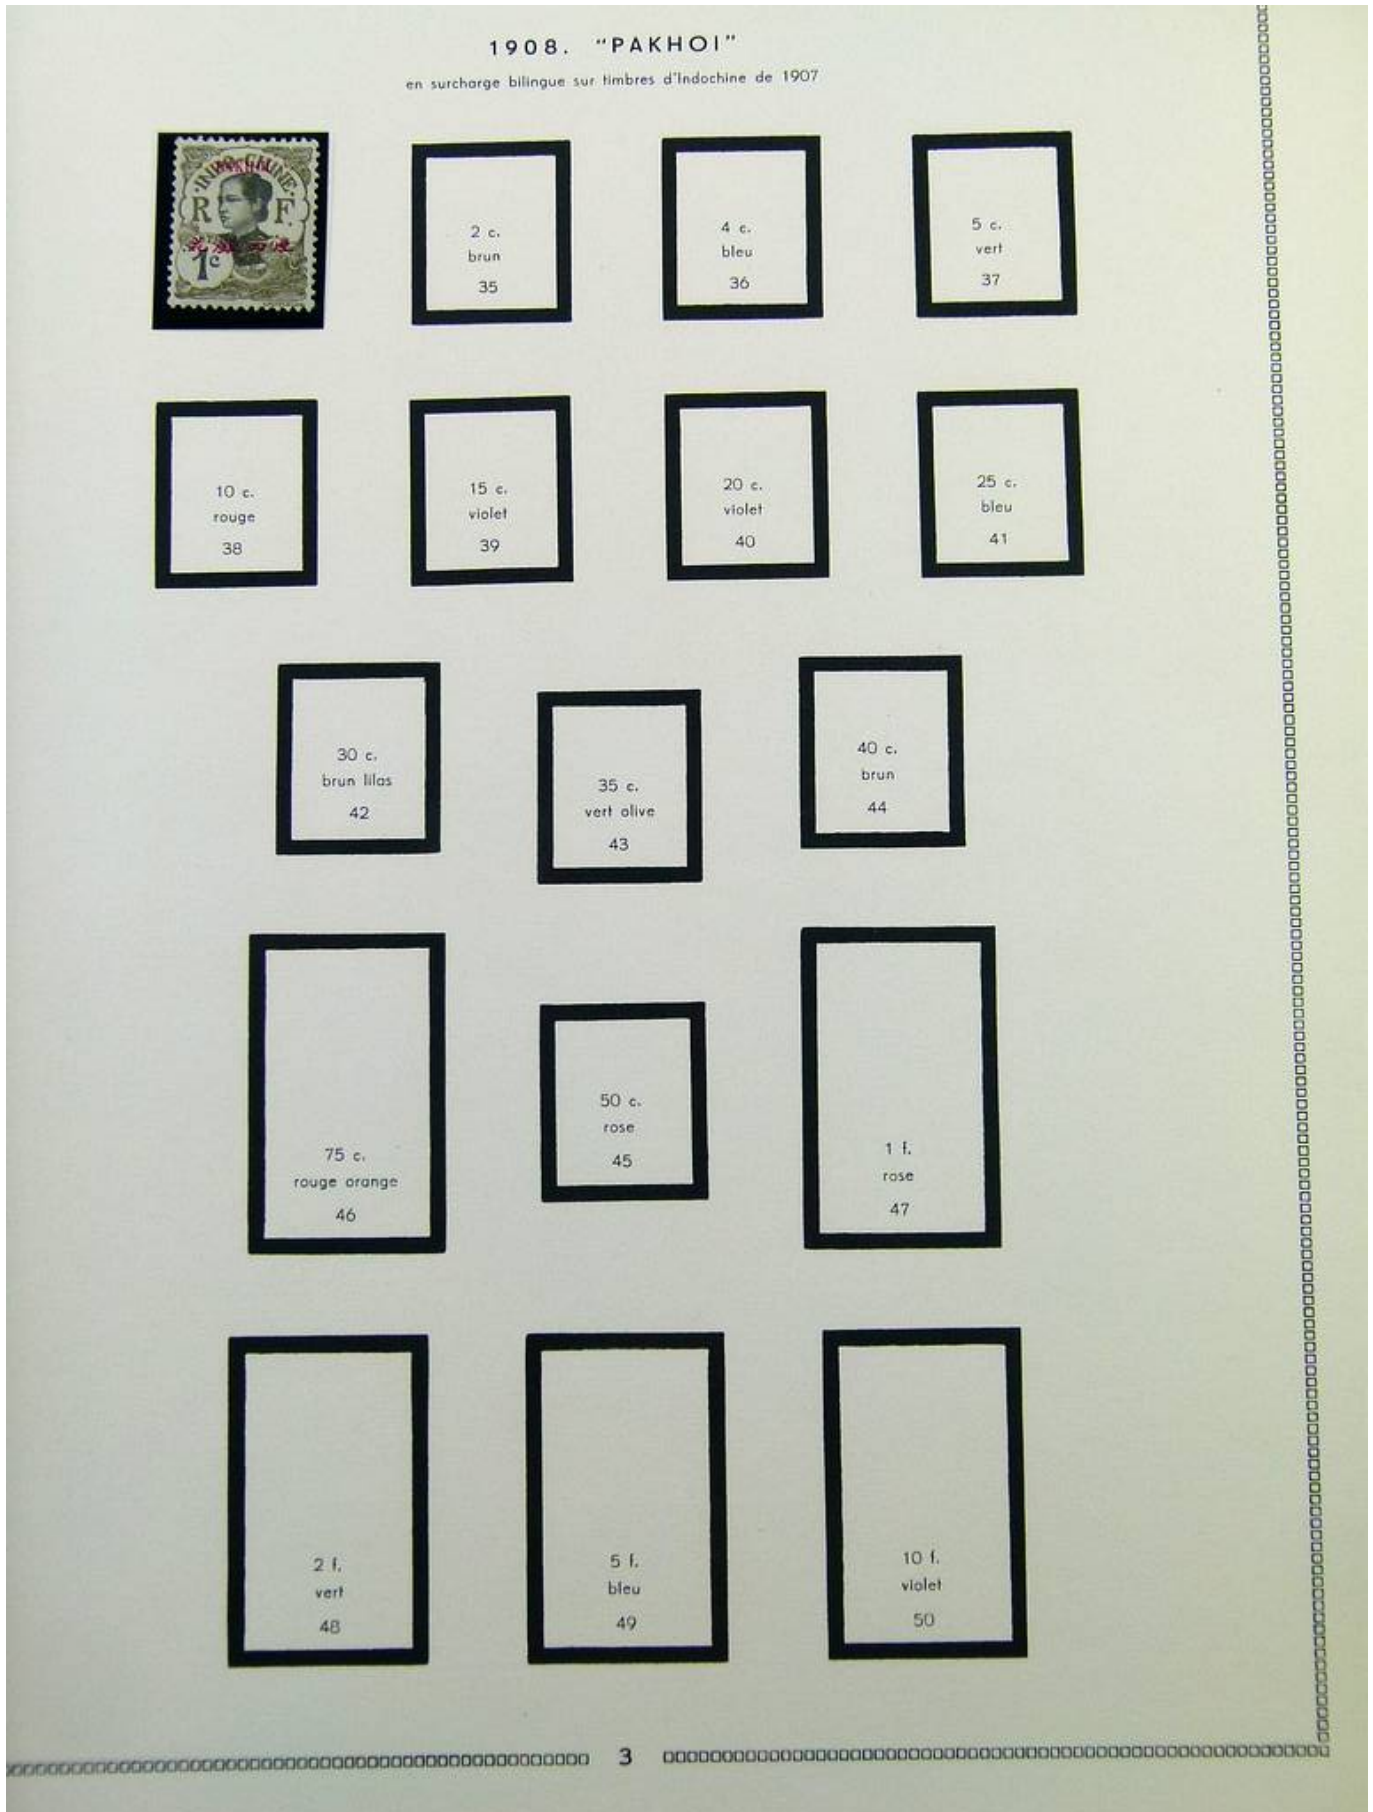 1908. "PAKHOI"
en surcharge bilingue sur timbres d'Indochine de 1907
INDO-CHINE
R F.
1c
2 c.
brun
35
4 c.
bleu
36
5 c.
vert
37
10 c.
rouge
38
15 c.
violet
39
20 c.
violet
40
25 c.
bleu
41
30 c.
brun lilas
42
35 c.
vert olive
43
40 c.
brun
44
75 c.
rouge orange
46
50 c.
rose
45
1 f.
rose
47
2 f.
vert
48
5 f.
bleu
49
10 f.
violet
50
3